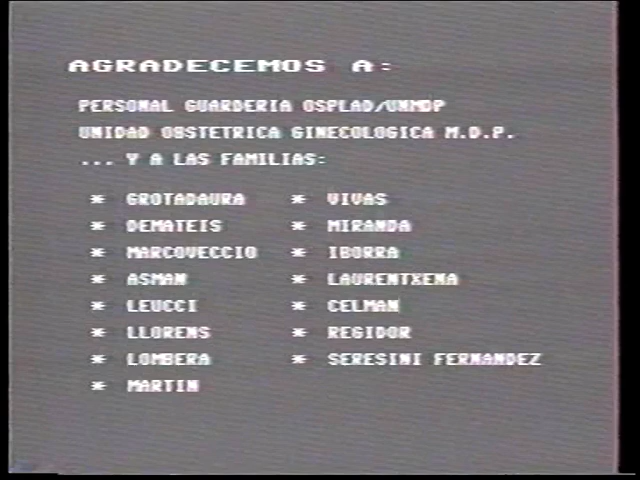 AGRADECEMOS A:
PERSONAL GUARDERIA OSPLAD/UNMDP
UNIDAD OBSTETRICA GINECOLOGICA M.D.P.
... Y A LAS FAMILIAS:
* GROTADAURA * VIVAS
* DEMATEIS * MIRANDA
* MARCOVECCIO * IBORRA
* ASMAN * LAURENTXENA
* LEUCCI * CELMAN
* LLORENS * REGIDOR
* LOMBERA * SERESINI FERNANDEZ
* MARTIN